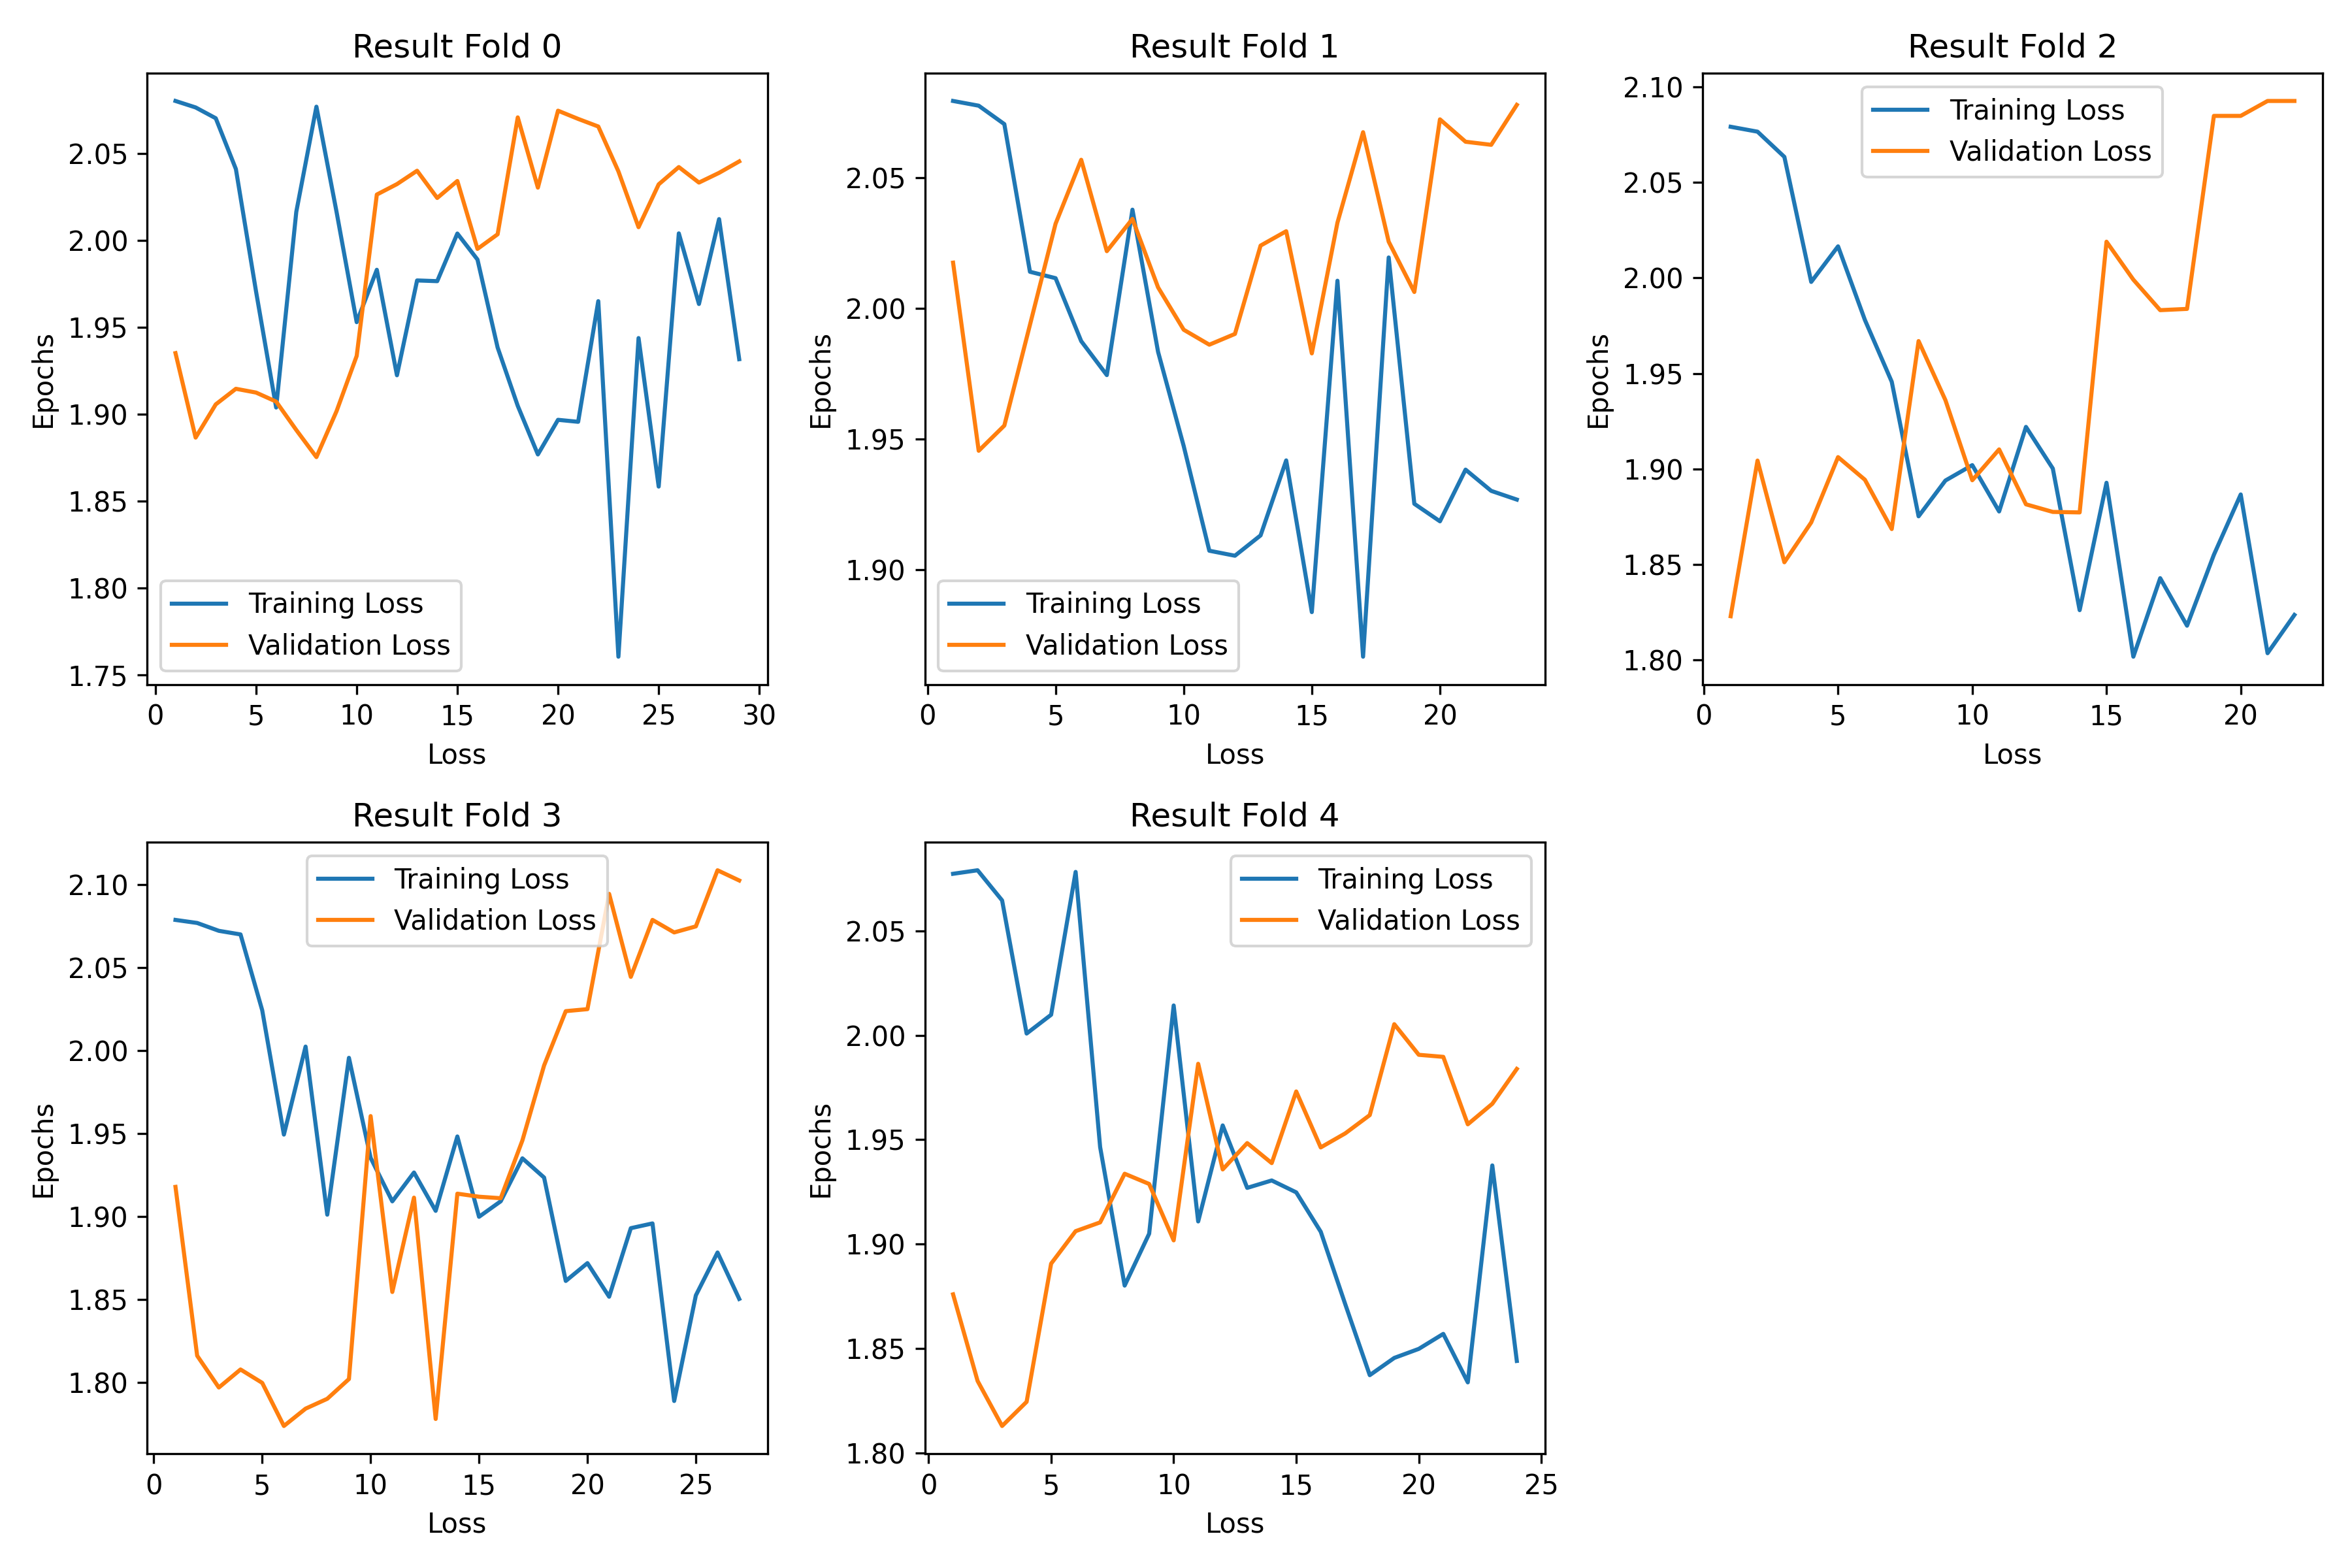 Result Fold 0
2.05
2.00
1.95
1.90
1.85
1.80
1.75
Epochs
Training Loss
Validation Loss
0 5 10 15 20 25 30
Loss
Result Fold 1
2.05
2.00
1.95
1.90
Epochs
Training Loss
Validation Loss
0 5 10 15 20
Loss
Result Fold 2
2.10
2.05
2.00
1.95
1.90
1.85
1.80
Epochs
Training Loss
Validation Loss
0 5 10 15 20
Loss
Result Fold 3
2.10
2.05
2.00
1.95
1.90
1.85
1.80
Epochs
Training Loss
Validation Loss
0 5 10 15 20 25
Loss
Result Fold 4
2.05
2.00
1.95
1.90
1.85
1.80
Epochs
Training Loss
Validation Loss
0 5 10 15 20 25
Loss